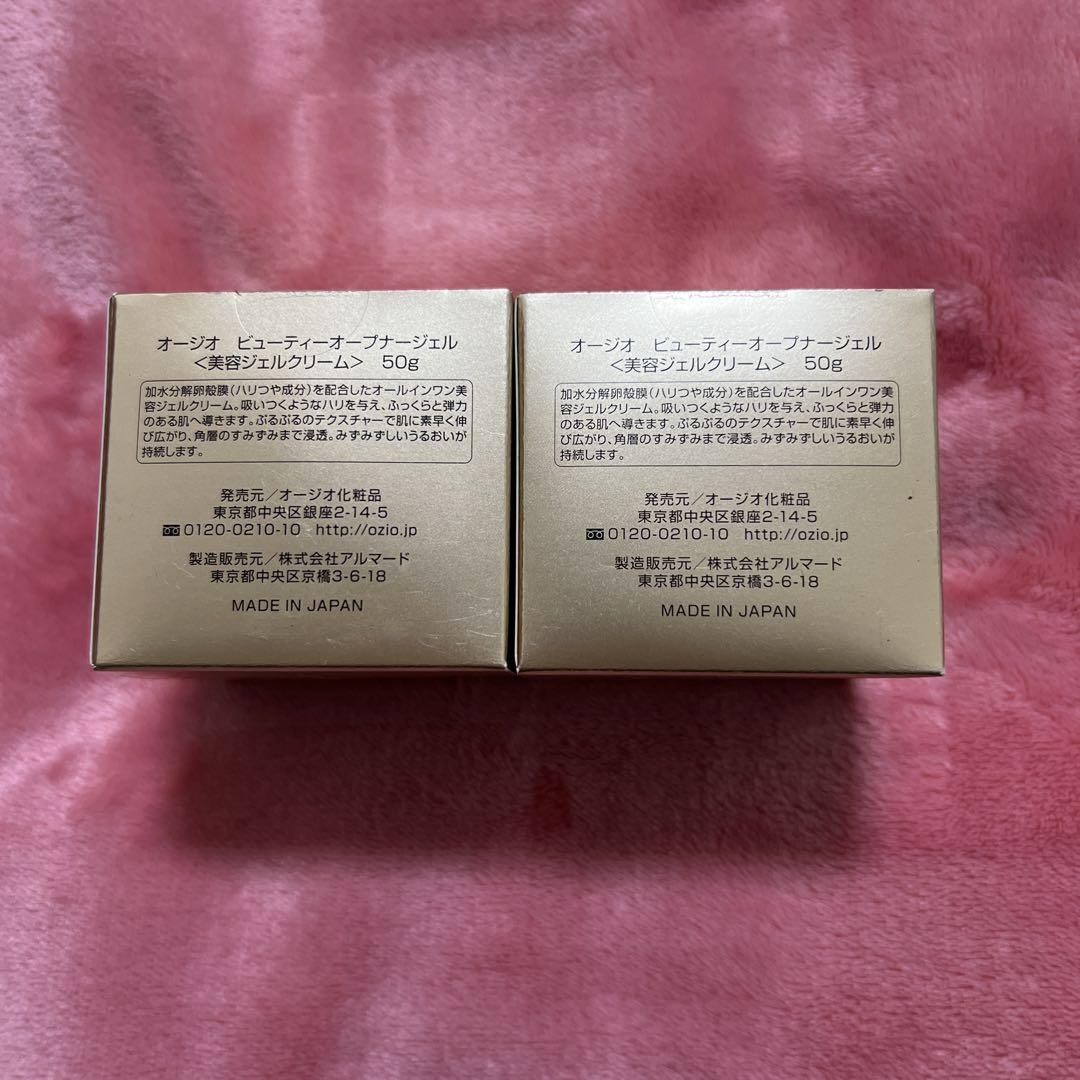 オージオ ビューティーオープナージェル
＜美容ジェルクリーム＞ 50g
加水分解卵殻膜(ハリつや成分)を配合したオールインワン美
容ジェルクリーム。吸いつくようなハリを与え、ふっくらと弾力
のある肌へ導きます。ぷるぷるのテクスチャーで肌に素早く伸
び広がり、角層のすみずみまで浸透。みずみずしいうるおいが
持続します。
発売元／オージオ化粧品
東京都中央区銀座2-14-5
0120-0210-10 http://ozio.jp
製造販売元／株式会社アルマード
東京都中央区京橋3-6-18
MADE IN JAPAN
オージオ ビューティーオープナージェル
＜美容ジェルクリーム＞ 50g
加水分解卵殻膜(ハリつや成分)を配合したオールインワン美
容ジェルクリーム。吸いつくようなハリを与え、ふっくらと弾力
のある肌へ導きます。ぷるぷるのテクスチャーで肌に素早く伸
び広がり、角層のすみずみまで浸透。みずみずしいうるおいが
持続します。
発売元／オージオ化粧品
東京都中央区銀座2-14-5
0120-0210-10 http://ozio.jp
製造販売元／株式会社アルマード
東京都中央区京橋3-6-18
MADE IN JAPAN